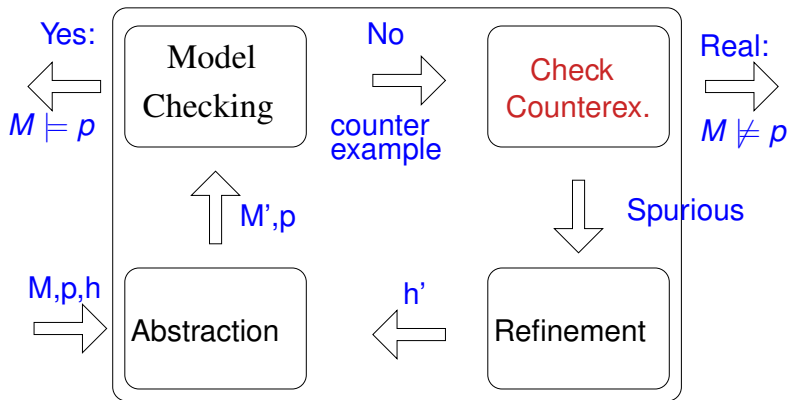 Yes:
M ⊨ p
Model
Checking
No
counter
example
Check
Counterex.
Real:
M ⊭ p
M',p
Spurious
M,p,h
Abstraction
h'
Refinement